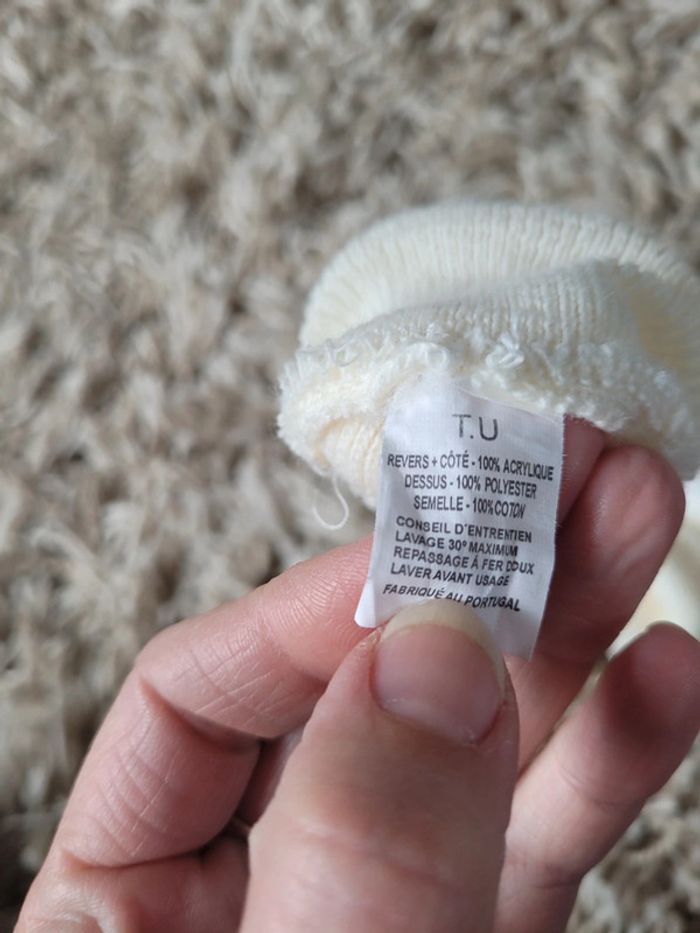 T.U
REVERS + CÔTÉ - 100% ACRYLIQUE
DESSUS - 100% POLYESTER
SEMELLE - 100% COTON
CONSEIL D'ENTRETIEN
LAVAGE 30° MAXIMUM
REPASSAGE Á FER DOUX
LAVER AVANT USAGE
FABRIQUÉ AU PORTUGAL